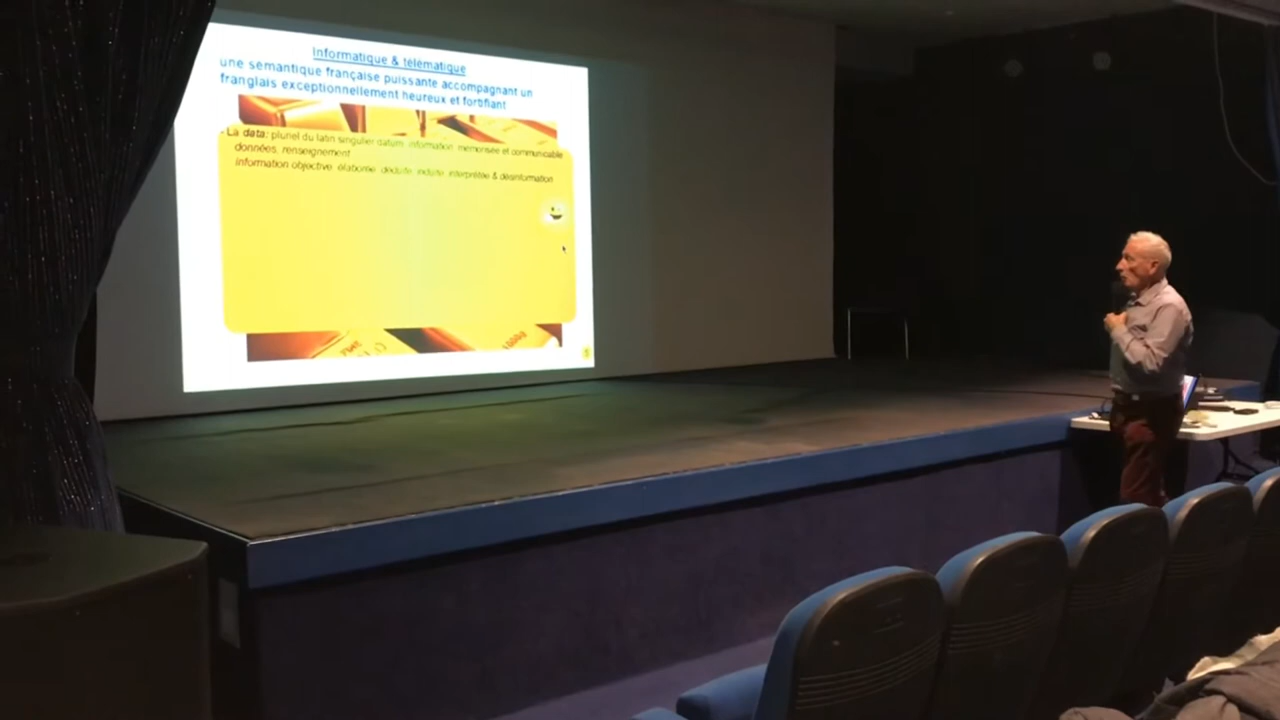 Informatique & télématique
une sémantique française puissante accompagnant un
franglais exceptionnellement heureux et fortifiant
- La data: pluriel du latin singulier datum: information mémorisée et communicable
données, renseignement
information objective, élaborée, déduite, induite, interprétée & désinformation